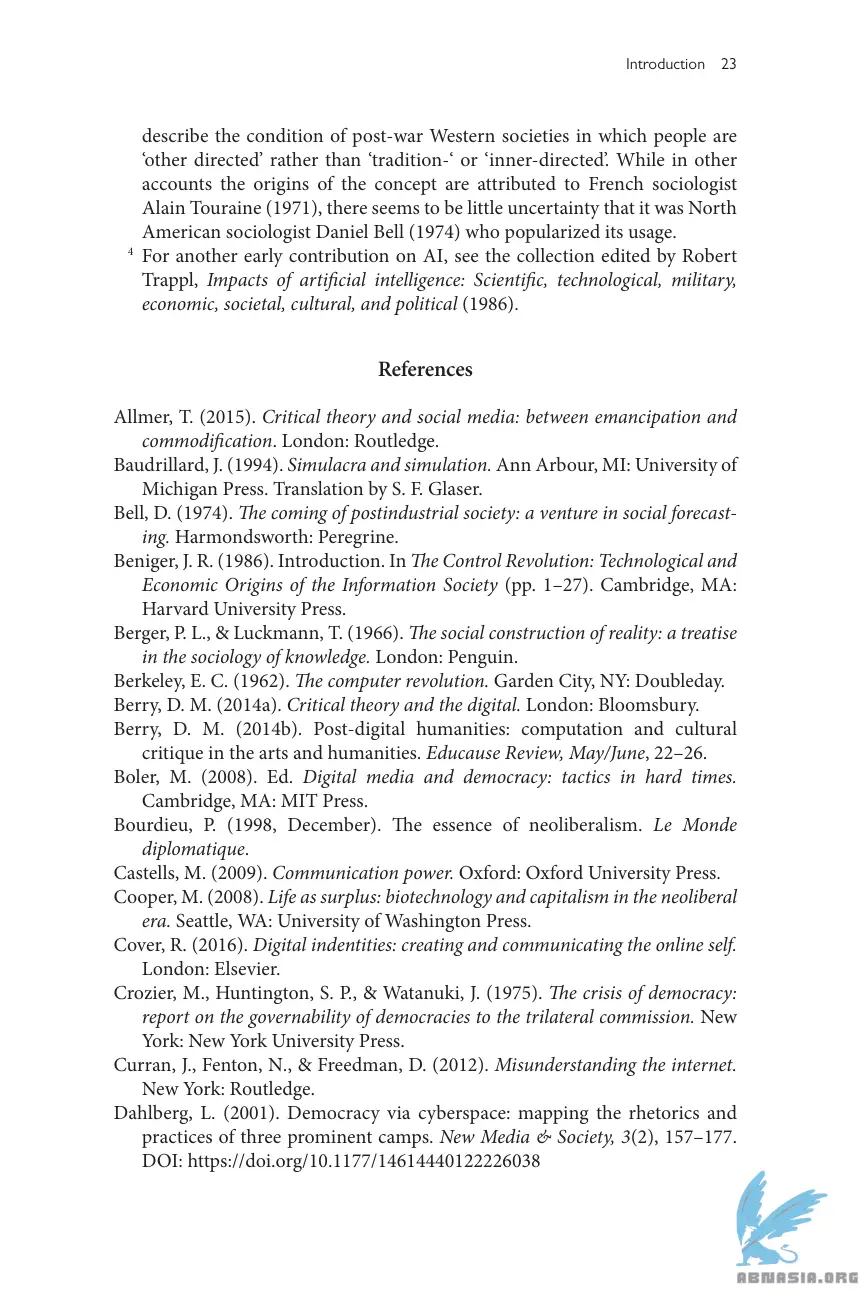 Introduction 23
describe the condition of post-war Western societies in which people are
‘other directed’ rather than ‘tradition-‘ or ‘inner-directed’. While in other
accounts the origins of the concept are attributed to French sociologist
Alain Touraine (1971), there seems to be little uncertainty that it was North
American sociologist Daniel Bell (1974) who popularized its usage.
4 For another early contribution on AI, see the collection edited by Robert
Trappl, Impacts of artificial intelligence: Scientific, technological, military,
economic, societal, cultural, and political (1986).
References
Allmer, T. (2015). Critical theory and social media: between emancipation and
commodification. London: Routledge.
Baudrillard, J. (1994). Simulacra and simulation. Ann Arbour, MI: University of
Michigan Press. Translation by S. F. Glaser.
Bell, D. (1974). The coming of postindustrial society: a venture in social forecast-
ing. Harmondsworth: Peregrine.
Beniger, J. R. (1986). Introduction. In The Control Revolution: Technological and
Economic Origins of the Information Society (pp. 1–27). Cambridge, MA:
Harvard University Press.
Berger, P. L., & Luckmann, T. (1966). The social construction of reality: a treatise
in the sociology of knowledge. London: Penguin.
Berkeley, E. C. (1962). The computer revolution. Garden City, NY: Doubleday.
Berry, D. M. (2014a). Critical theory and the digital. London: Bloomsbury.
Berry, D. M. (2014b). Post-digital humanities: computation and cultural
critique in the arts and humanities. Educause Review, May/June, 22–26.
Boler, M. (2008). Ed. Digital media and democracy: tactics in hard times.
Cambridge, MA: MIT Press.
Bourdieu, P. (1998, December). The essence of neoliberalism. Le Monde
diplomatique.
Castells, M. (2009). Communication power. Oxford: Oxford University Press.
Cooper, M. (2008). Life as surplus: biotechnology and capitalism in the neoliberal
era. Seattle, WA: University of Washington Press.
Cover, R. (2016). Digital indentities: creating and communicating the online self.
London: Elsevier.
Crozier, M., Huntington, S. P., & Watanuki, J. (1975). The crisis of democracy:
report on the governability of democracies to the trilateral commission. New
York: New York University Press.
Curran, J., Fenton, N., & Freedman, D. (2012). Misunderstanding the internet.
New York: Routledge.
Dahlberg, L. (2001). Democracy via cyberspace: mapping the rhetorics and
practices of three prominent camps. New Media & Society, 3(2), 157–177.
DOI: https://doi.org/10.1177/14614440122226038
ABNASIA.ORG